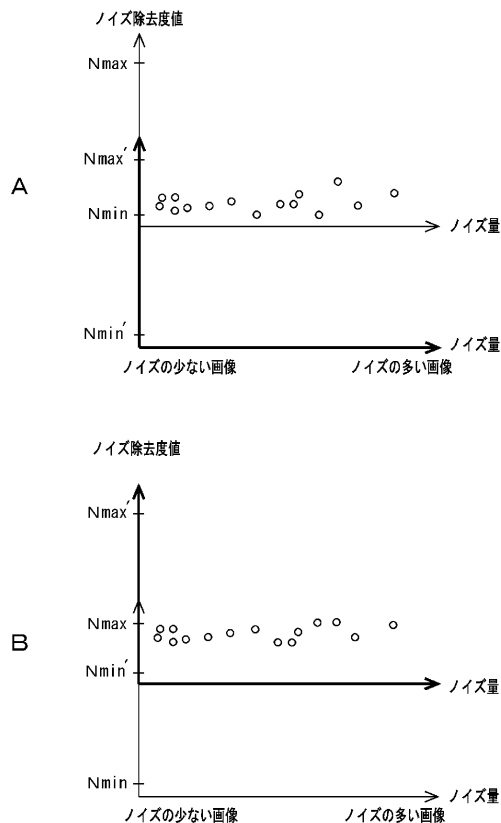 ノイズ除去度値
Nmax
Nmax'
A
Nmin
ノイズ量
Nmin'
ノイズ量
ノイズの少ない画像 ノイズの多い画像
ノイズ除去度値
Nmax'
Nmax
B
Nmin'
ノイズ量
Nmin
ノイズ量
ノイズの少ない画像 ノイズの多い画像